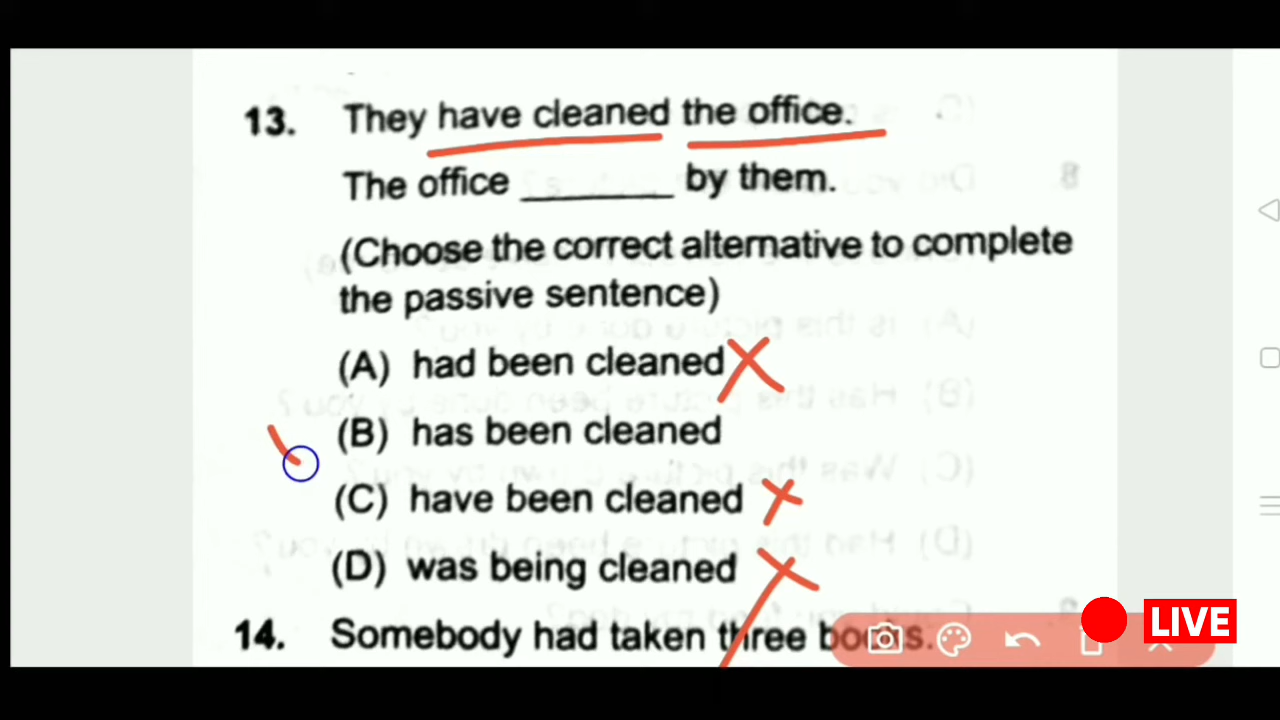 13. They have cleaned the office.
The office ________ by them.
(Choose the correct alternative to complete
the passive sentence)
(A) had been cleaned
(B) has been cleaned
(C) have been cleaned
(D) was being cleaned
14. Somebody had taken three books.
LIVE